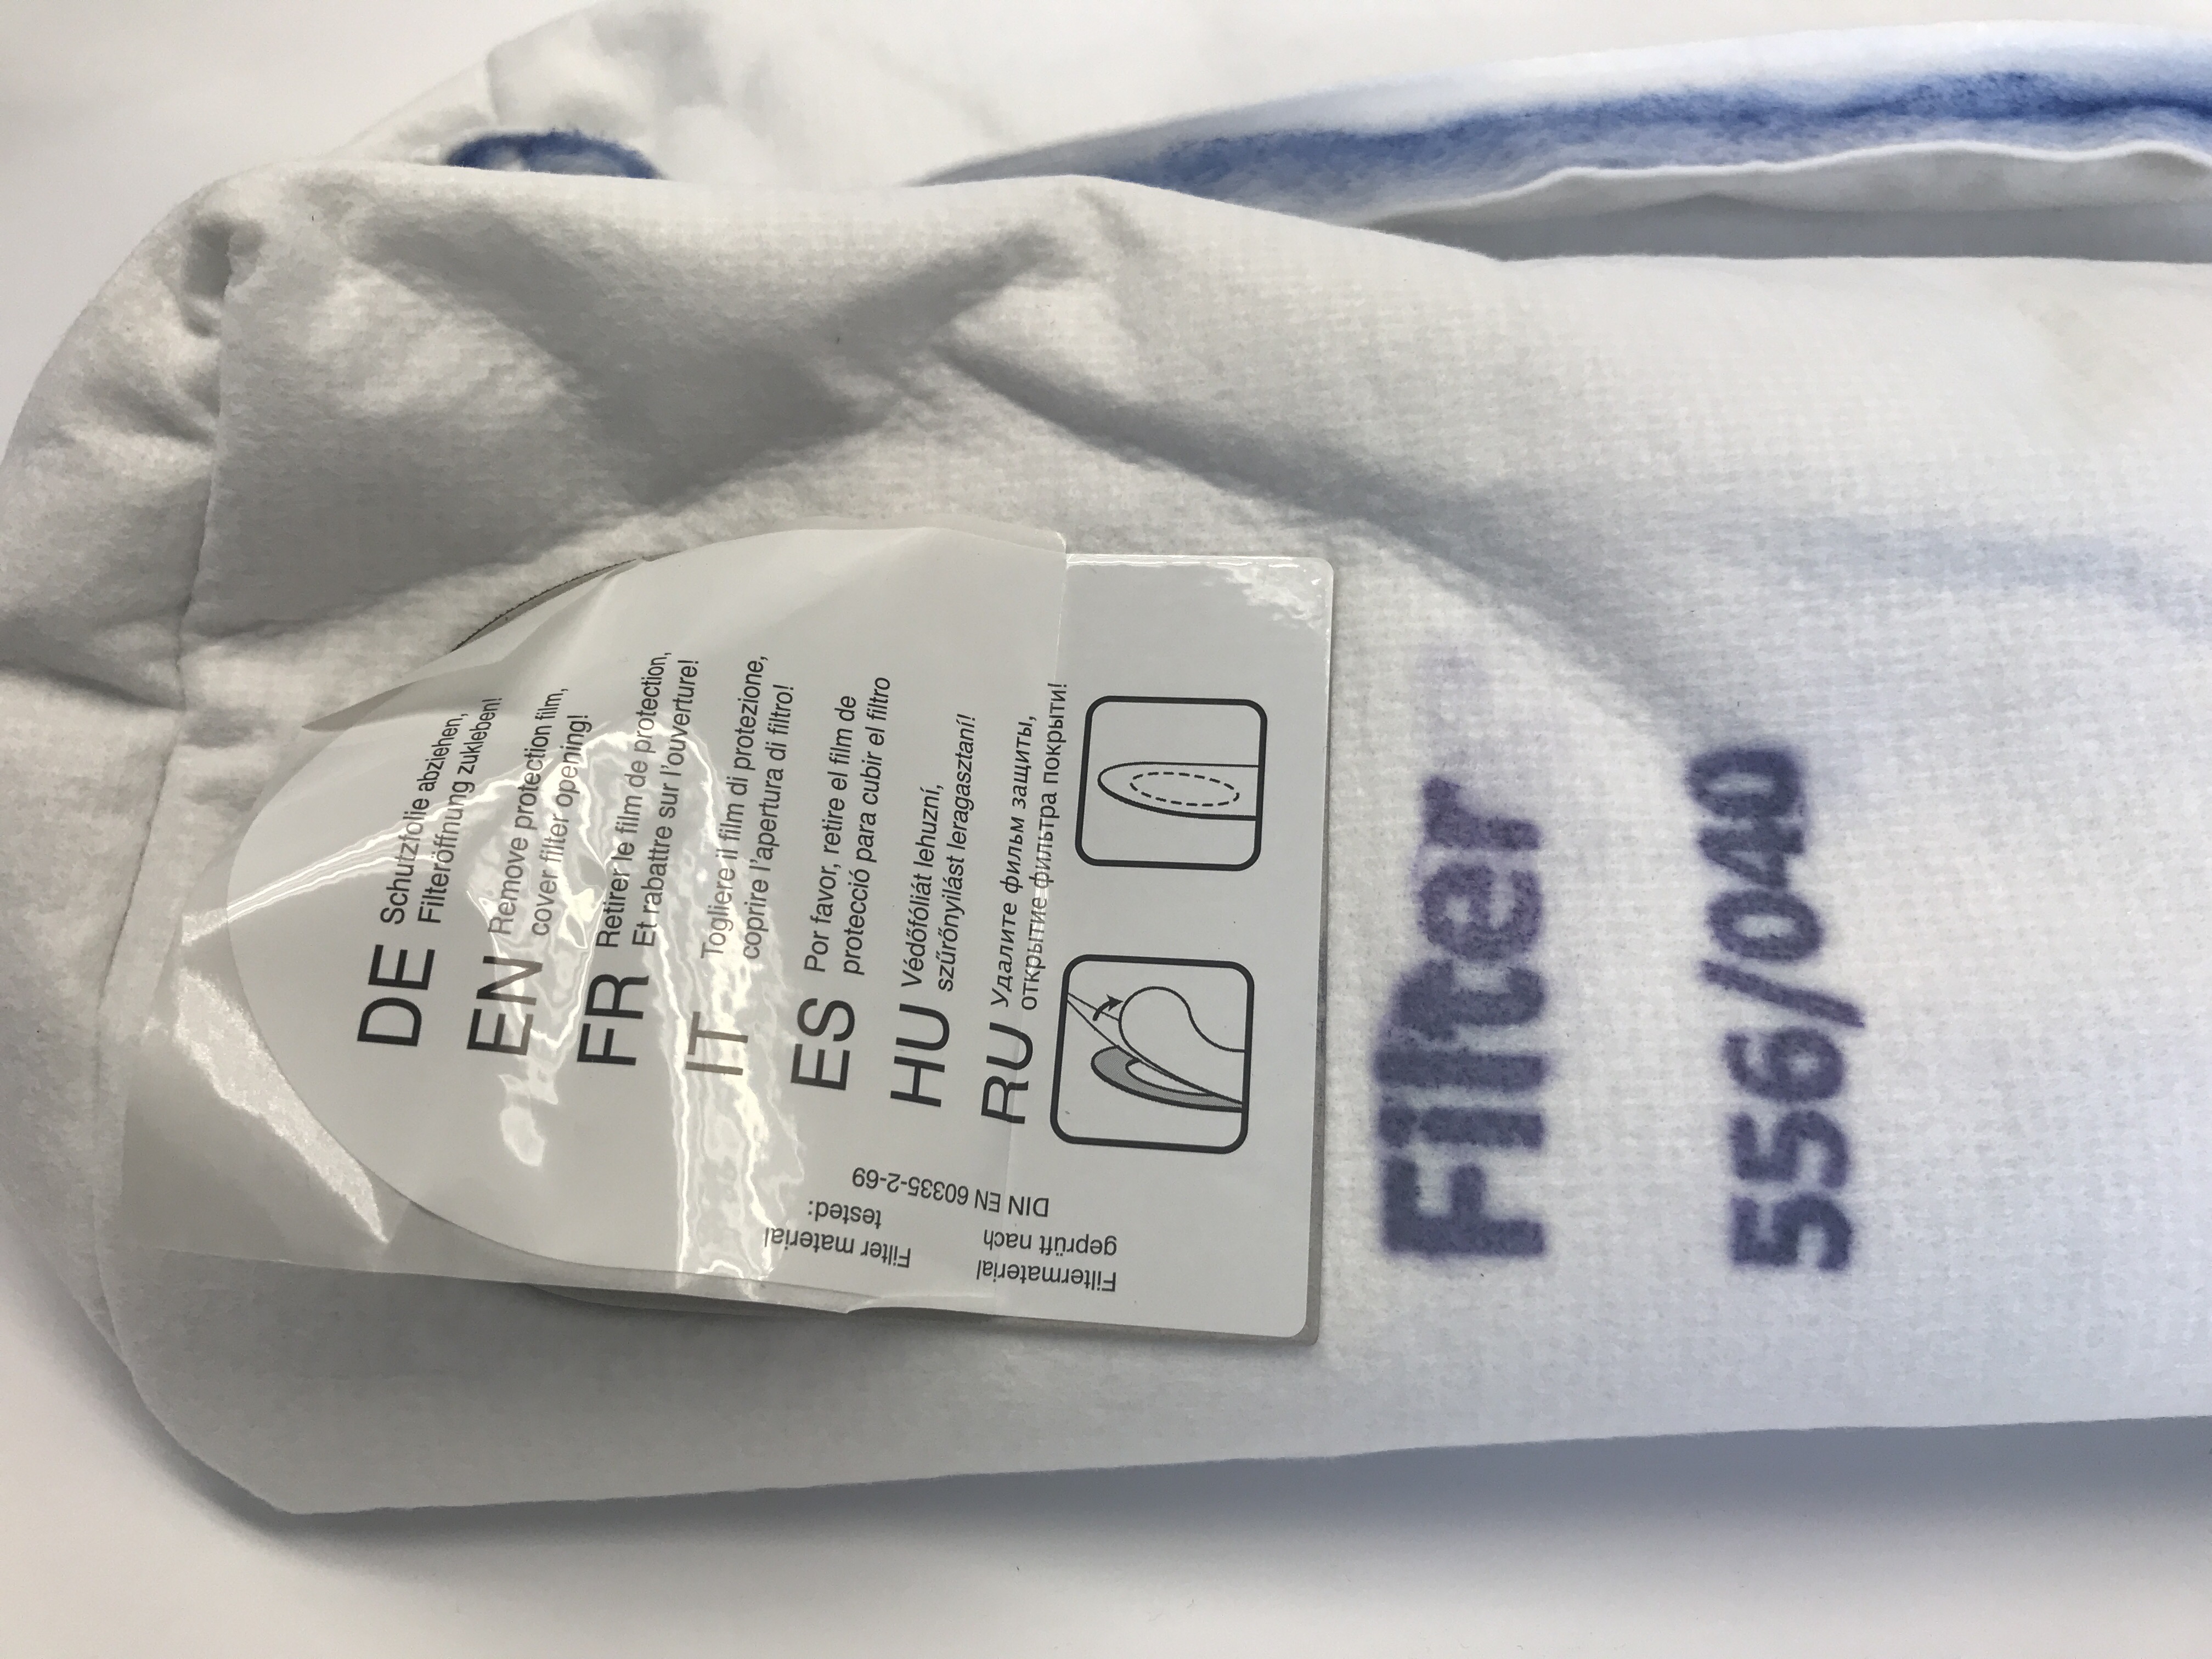 DE Schutzfolie abziehen,
Filteröffnung zukleben!
EN Remove protection film,
cover filter opening!
FR Retirer le film de protection,
Et rabattre sur l'ouverture!
IT Togliere il film di protezione,
coprire l'apertura di filtro!
ES Por favor, retire el film de
protecció para cubir el filtro
HU Védőfóliát lehuzní,
szűrőnyilást leragasztaní!
RU Удалите фильм защиты,
открытие фильтра покрыти!
Filtermaterial
geprüft nach
DIN EN 60335-2-69
Filter material
tested:
Filter
556/040